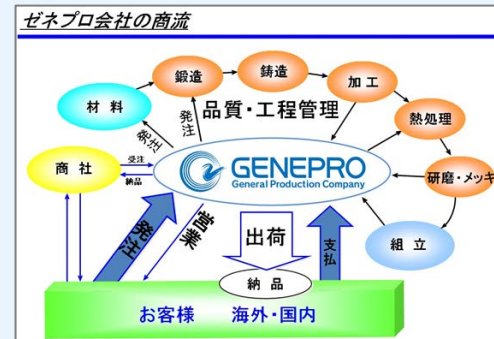 ゼネプロ会社の商流
鍛造
鋳造
加工
材料
発注
発注
品質・工程管理
熱処理
商社
受注
納品
GENEPRO
General Production Company
研磨・メッキ
発注
営業
出荷
支払
組立
納品
お客様 海外・国内